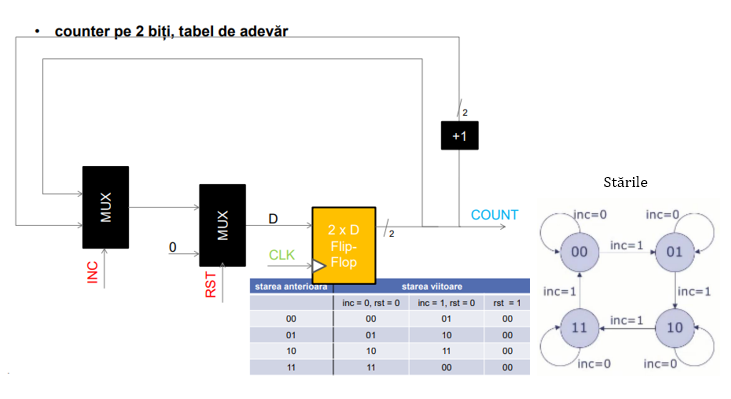 • counter pe 2 biți, tabel de adevăr
2
+1
Stările
MUX
MUX
INC
RST
0
D
CLK
2 x D
Flip-
Flop
2
COUNT
starea anterioara starea viitoare
inc = 0, rst = 0 inc = 1, rst = 0 rst = 1
00 00 01 00
01 01 10 00
10 10 11 00
11 11 00 00
inc=0 inc=0
00 inc=1 01
inc=1 inc=1
11 inc=1 10
inc=0 inc=0